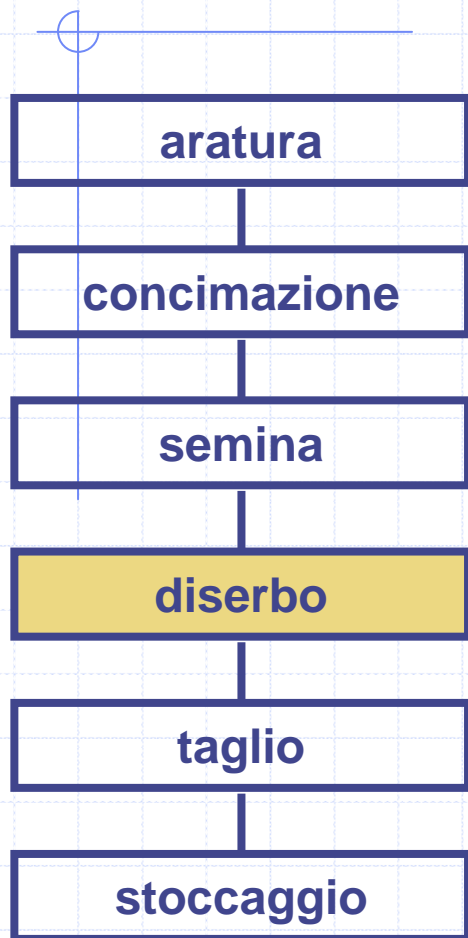 aratura
concimazione
semina
diserbo
taglio
stoccaggio